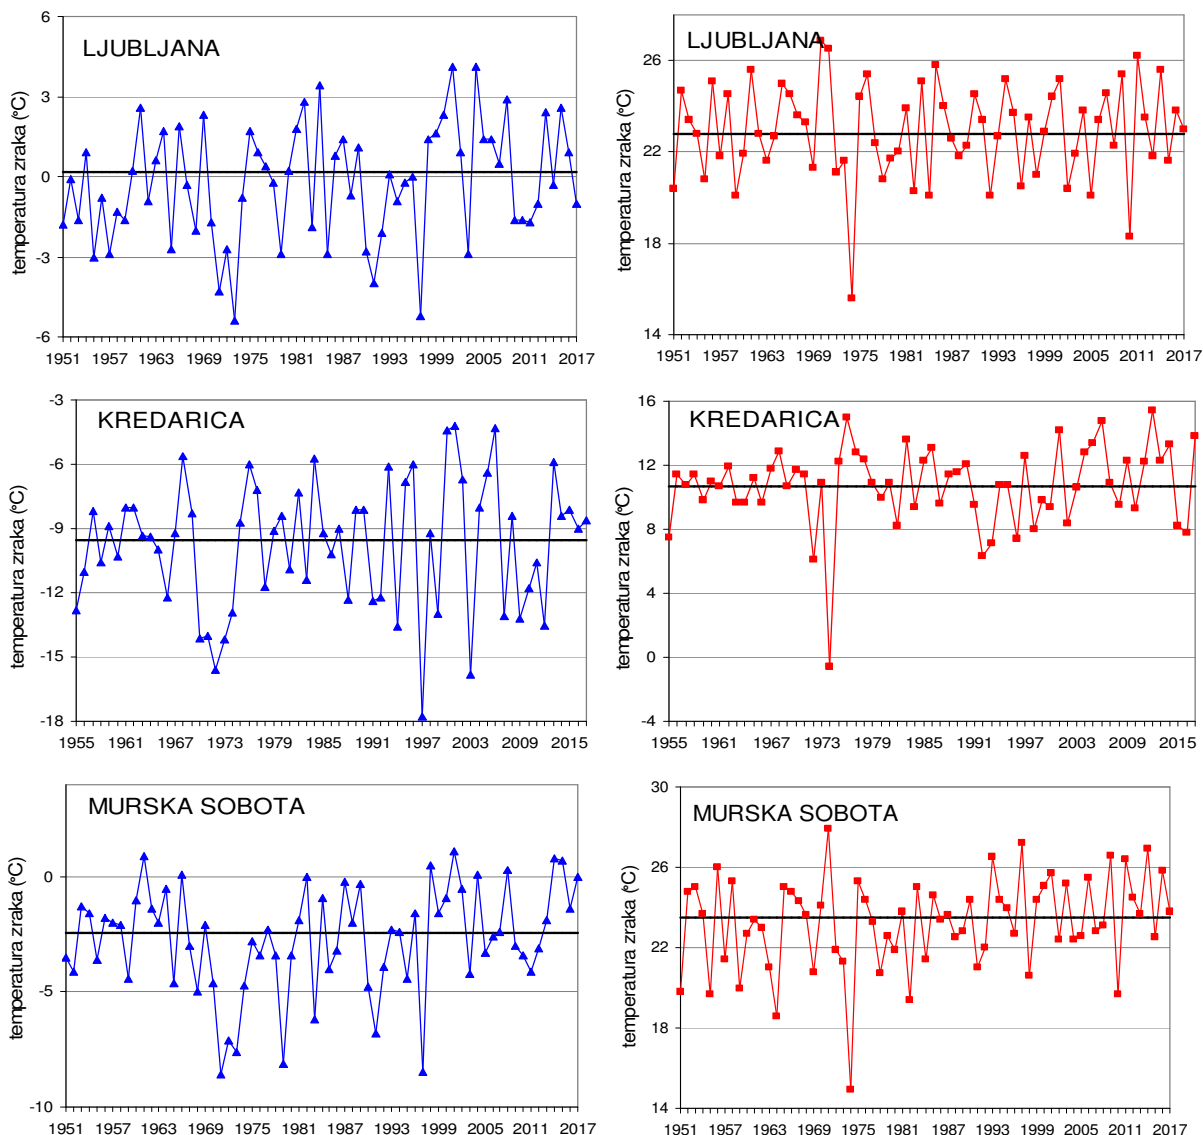 LJUBLJANA
temperatura zraka (°C)
6
3
0
-3
-6
1951 1957 1963 1969 1975 1981 1987 1993 1999 2005 2011 2017
LJUBLJANA
temperatura zraka (°C)
26
22
18
14
1951 1957 1963 1969 1975 1981 1987 1993 1999 2005 2011 2017
KREDARICA
temperatura zraka (°C)
-3
-6
-9
-12
-15
-18
1955 1961 1967 1973 1979 1985 1991 1997 2003 2009 2015
KREDARICA
temperatura zraka (°C)
16
12
8
4
0
-4
1955 1961 1967 1973 1979 1985 1991 1997 2003 2009 2015
MURSKA SOBOTA
temperatura zraka (°C)
0
-5
-10
1951 1957 1963 1969 1975 1981 1987 1993 1999 2005 2011 2017
MURSKA SOBOTA
temperatura zraka (°C)
30
26
22
18
14
1951 1957 1963 1969 1975 1981 1987 1993 1999 2005 2011 2017